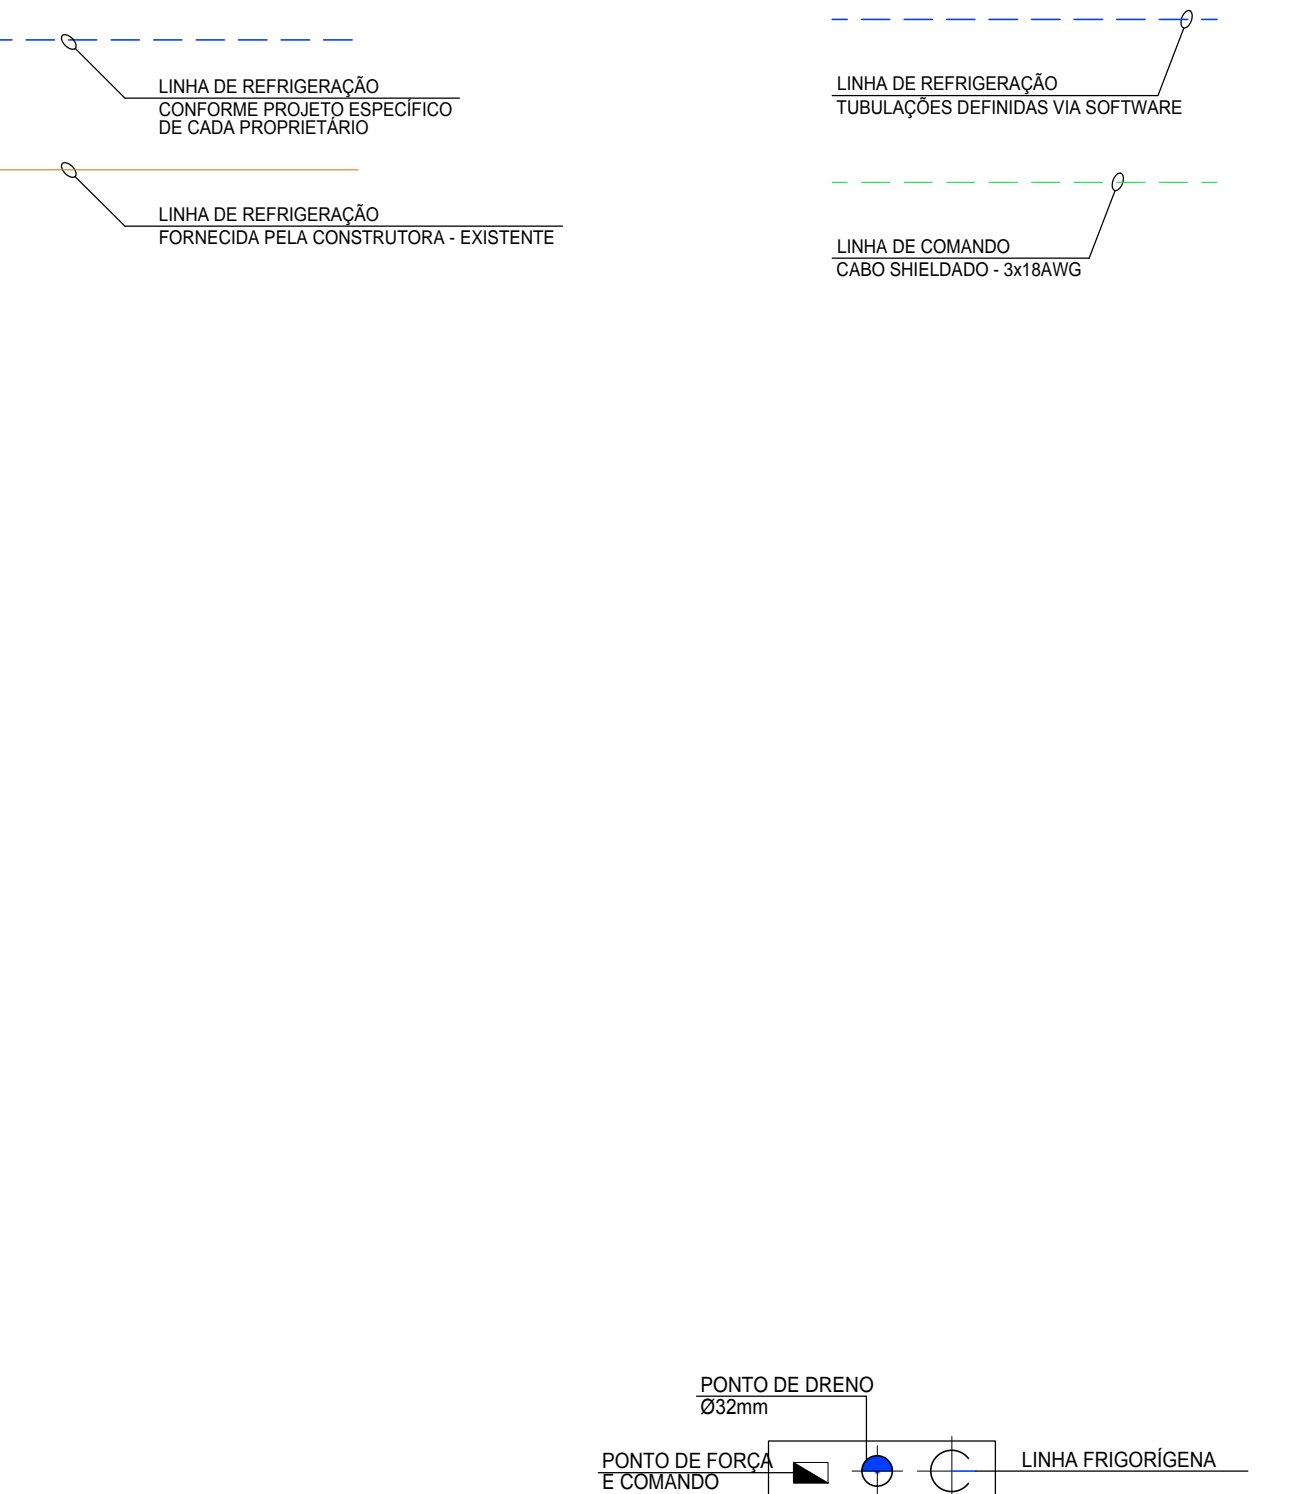 LINHA DE REFRIGERAÇÃO
CONFORME PROJETO ESPECÍFICO
DE CADA PROPRIETÁRIO
LINHA DE REFRIGERAÇÃO
FORNECIDA PELA CONSTRUTORA - EXISTENTE
LINHA DE REFRIGERAÇÃO
TUBULAÇÕES DEFINIDAS VIA SOFTWARE
LINHA DE COMANDO
CABO SHIELDADO - 3x18AWG
PONTO DE DRENO
Ø32mm
PONTO DE FORÇA
E COMANDO
LINHA FRIGORÍGENA